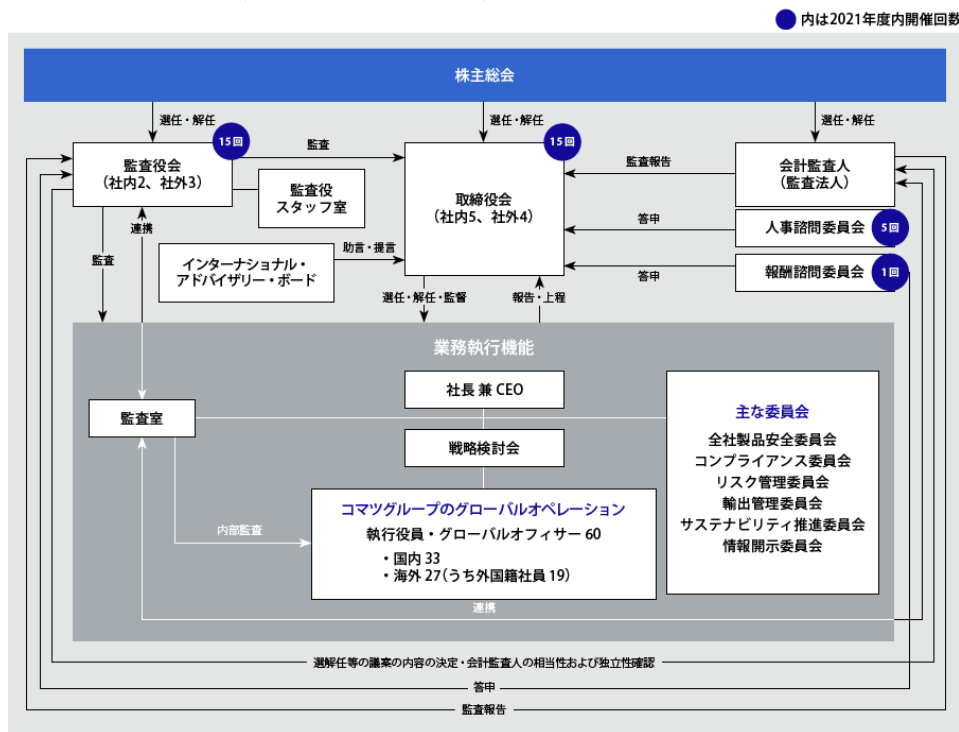 内は2021年度内開催回数
株主総会
選任・解任
選任・解任
選任・解任
15回
15回
監査役会
（社内2、社外3）
監査
取締役会
（社内5、社外4）
監査報告
会計監査人
（監査法人）
監査役
スタッフ室
答申
人事諮問委員会
5回
連携
監査
インターナショナル・
アドバイザリー・ボード
助言・提言
答申
報酬諮問委員会
1回
選任・解任・監督
報告・上程
業務執行機能
社長 兼 CEO
監査室
戦略検討会
主な委員会
全社製品安全委員会
コンプライアンス委員会
リスク管理委員会
輸出管理委員会
サステナビリティ推進委員会
情報開示委員会
内部監査
コマツグループのグローバルオペレーション
執行役員・グローバルオフィサー 60
・国内 33
・海外 27（うち外国籍社員 19）
連携
選解任等の議案の内容の決定・会計監査人の相当性および独立性確認
答申
監査報告